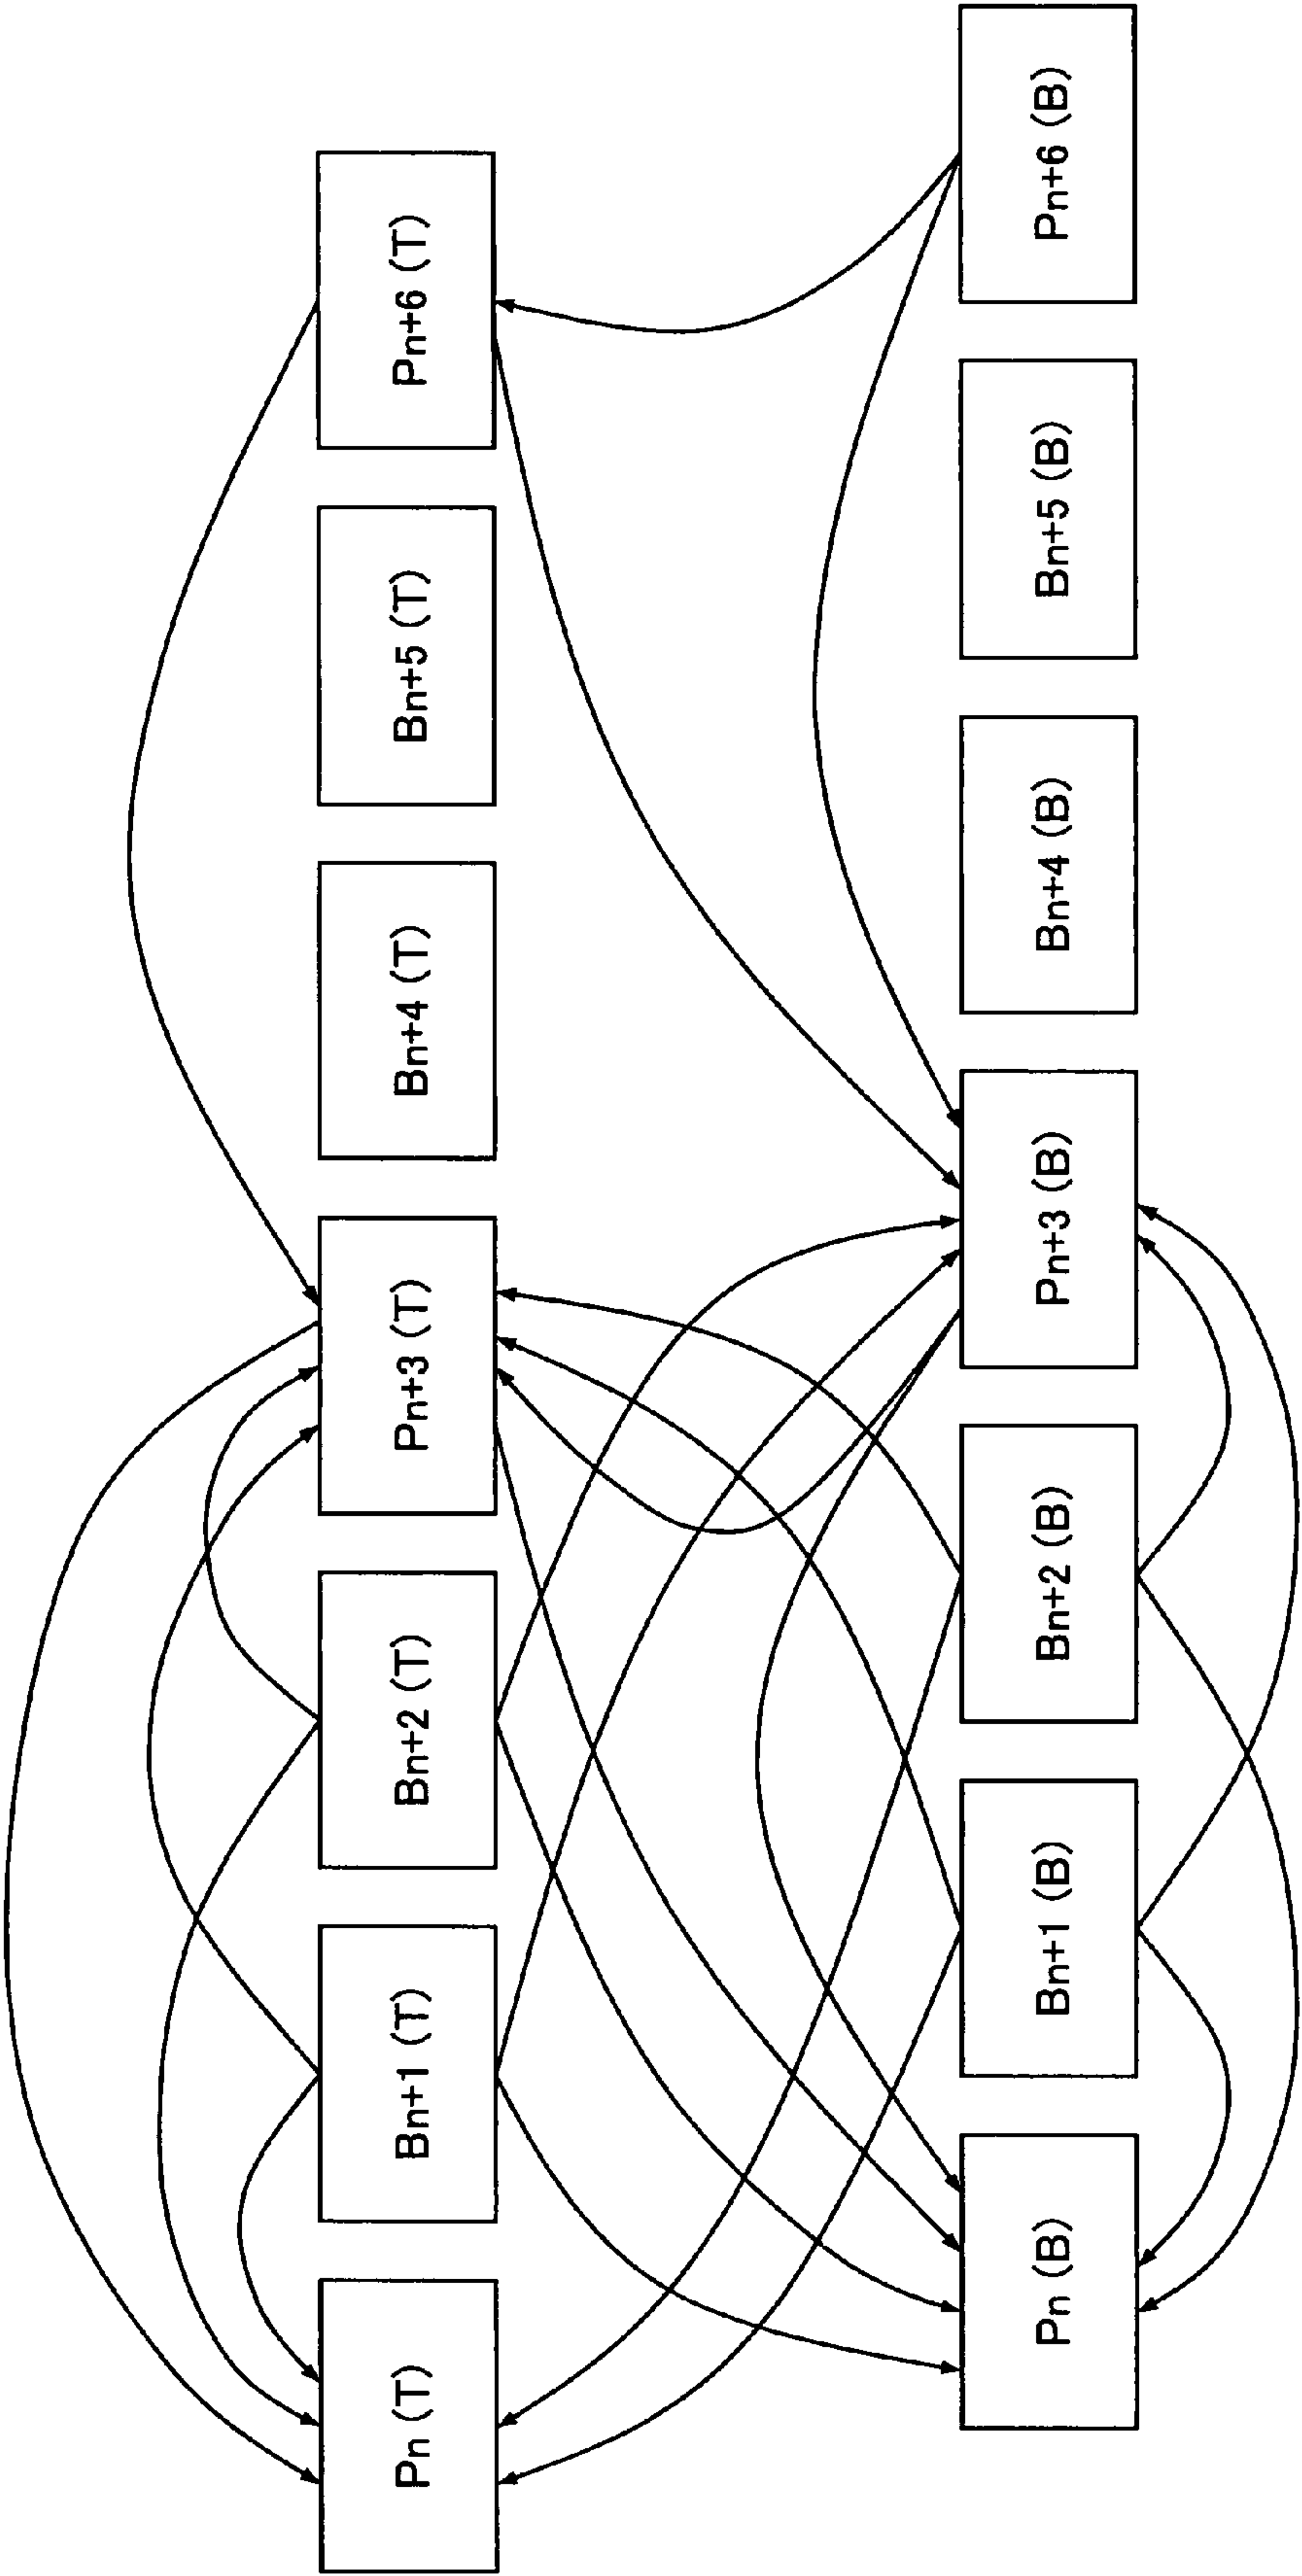 Pn (T)
Bn+1 (T)
Bn+2 (T)
Pn+3 (T)
Bn+4 (T)
Bn+5 (T)
Pn+6 (T)
Pn (B)
Bn+1 (B)
Bn+2 (B)
Pn+3 (B)
Bn+4 (B)
Bn+5 (B)
Pn+6 (B)